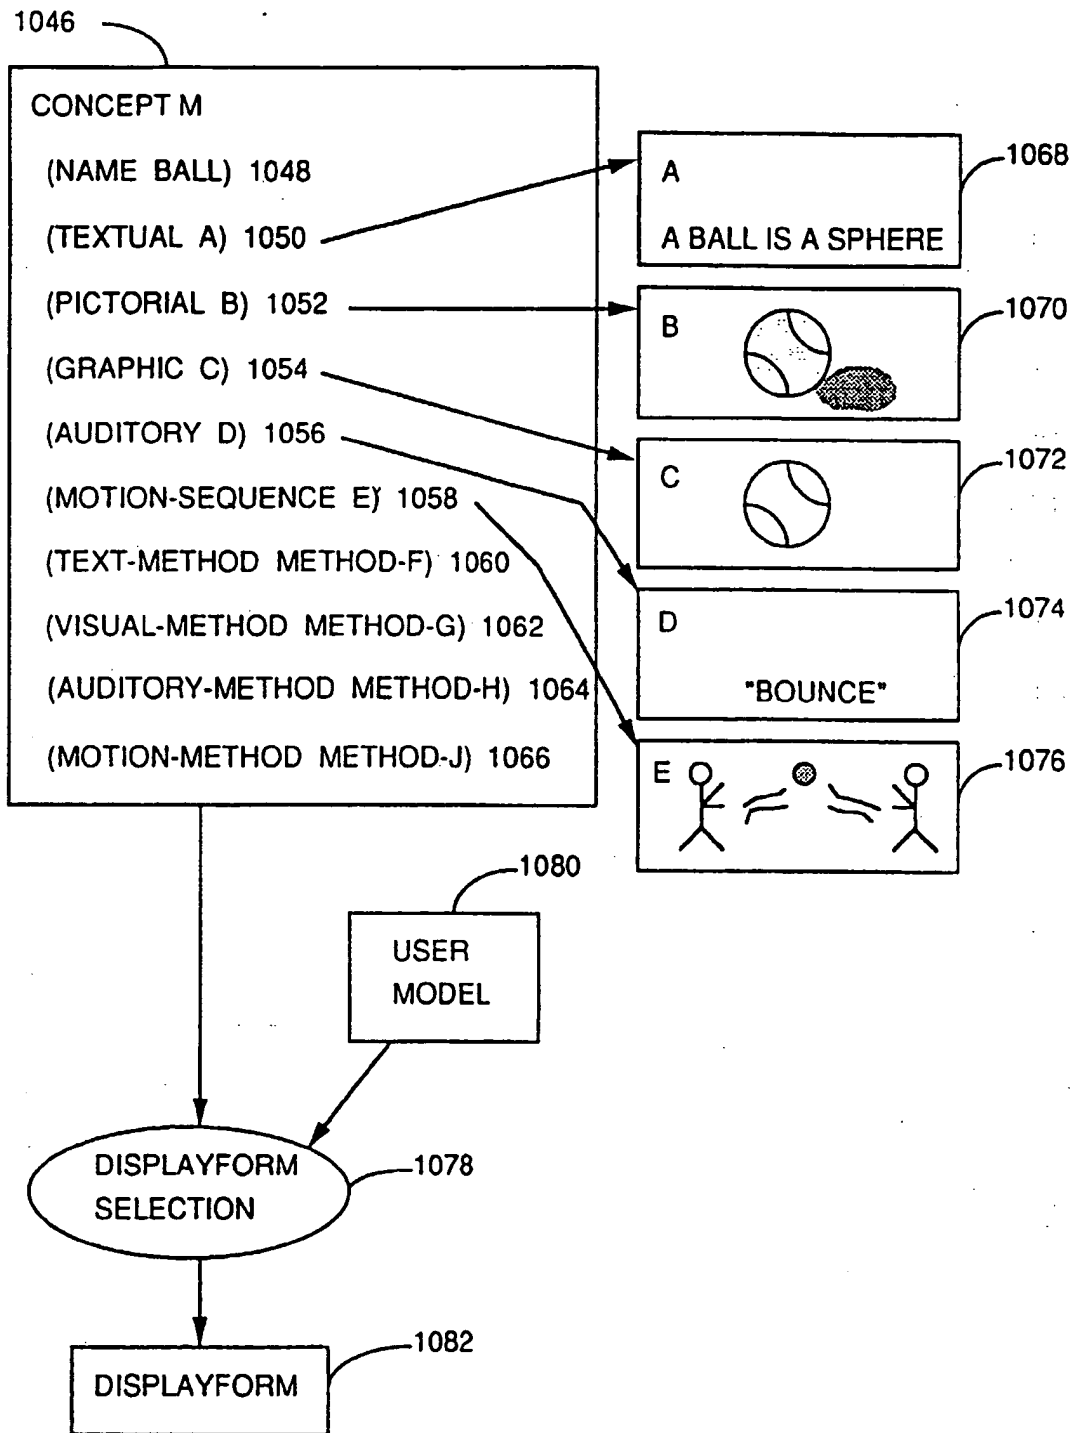 1046
CONCEPT M
(NAME BALL) 1048
(TEXTUAL A) 1050
(PICTORIAL B) 1052
(GRAPHIC C) 1054
(AUDITORY D) 1056
(MOTION-SEQUENCE E) 1058
(TEXT-METHOD METHOD-F) 1060
(VISUAL-METHOD METHOD-G) 1062
(AUDITORY-METHOD METHOD-H) 1064
(MOTION-METHOD METHOD-J) 1066
A
1068
A BALL IS A SPHERE
B
1070
C
1072
D
1074
"BOUNCE"
E
1076
1080
USER
MODEL
DISPLAYFORM
SELECTION
1078
1082
DISPLAYFORM